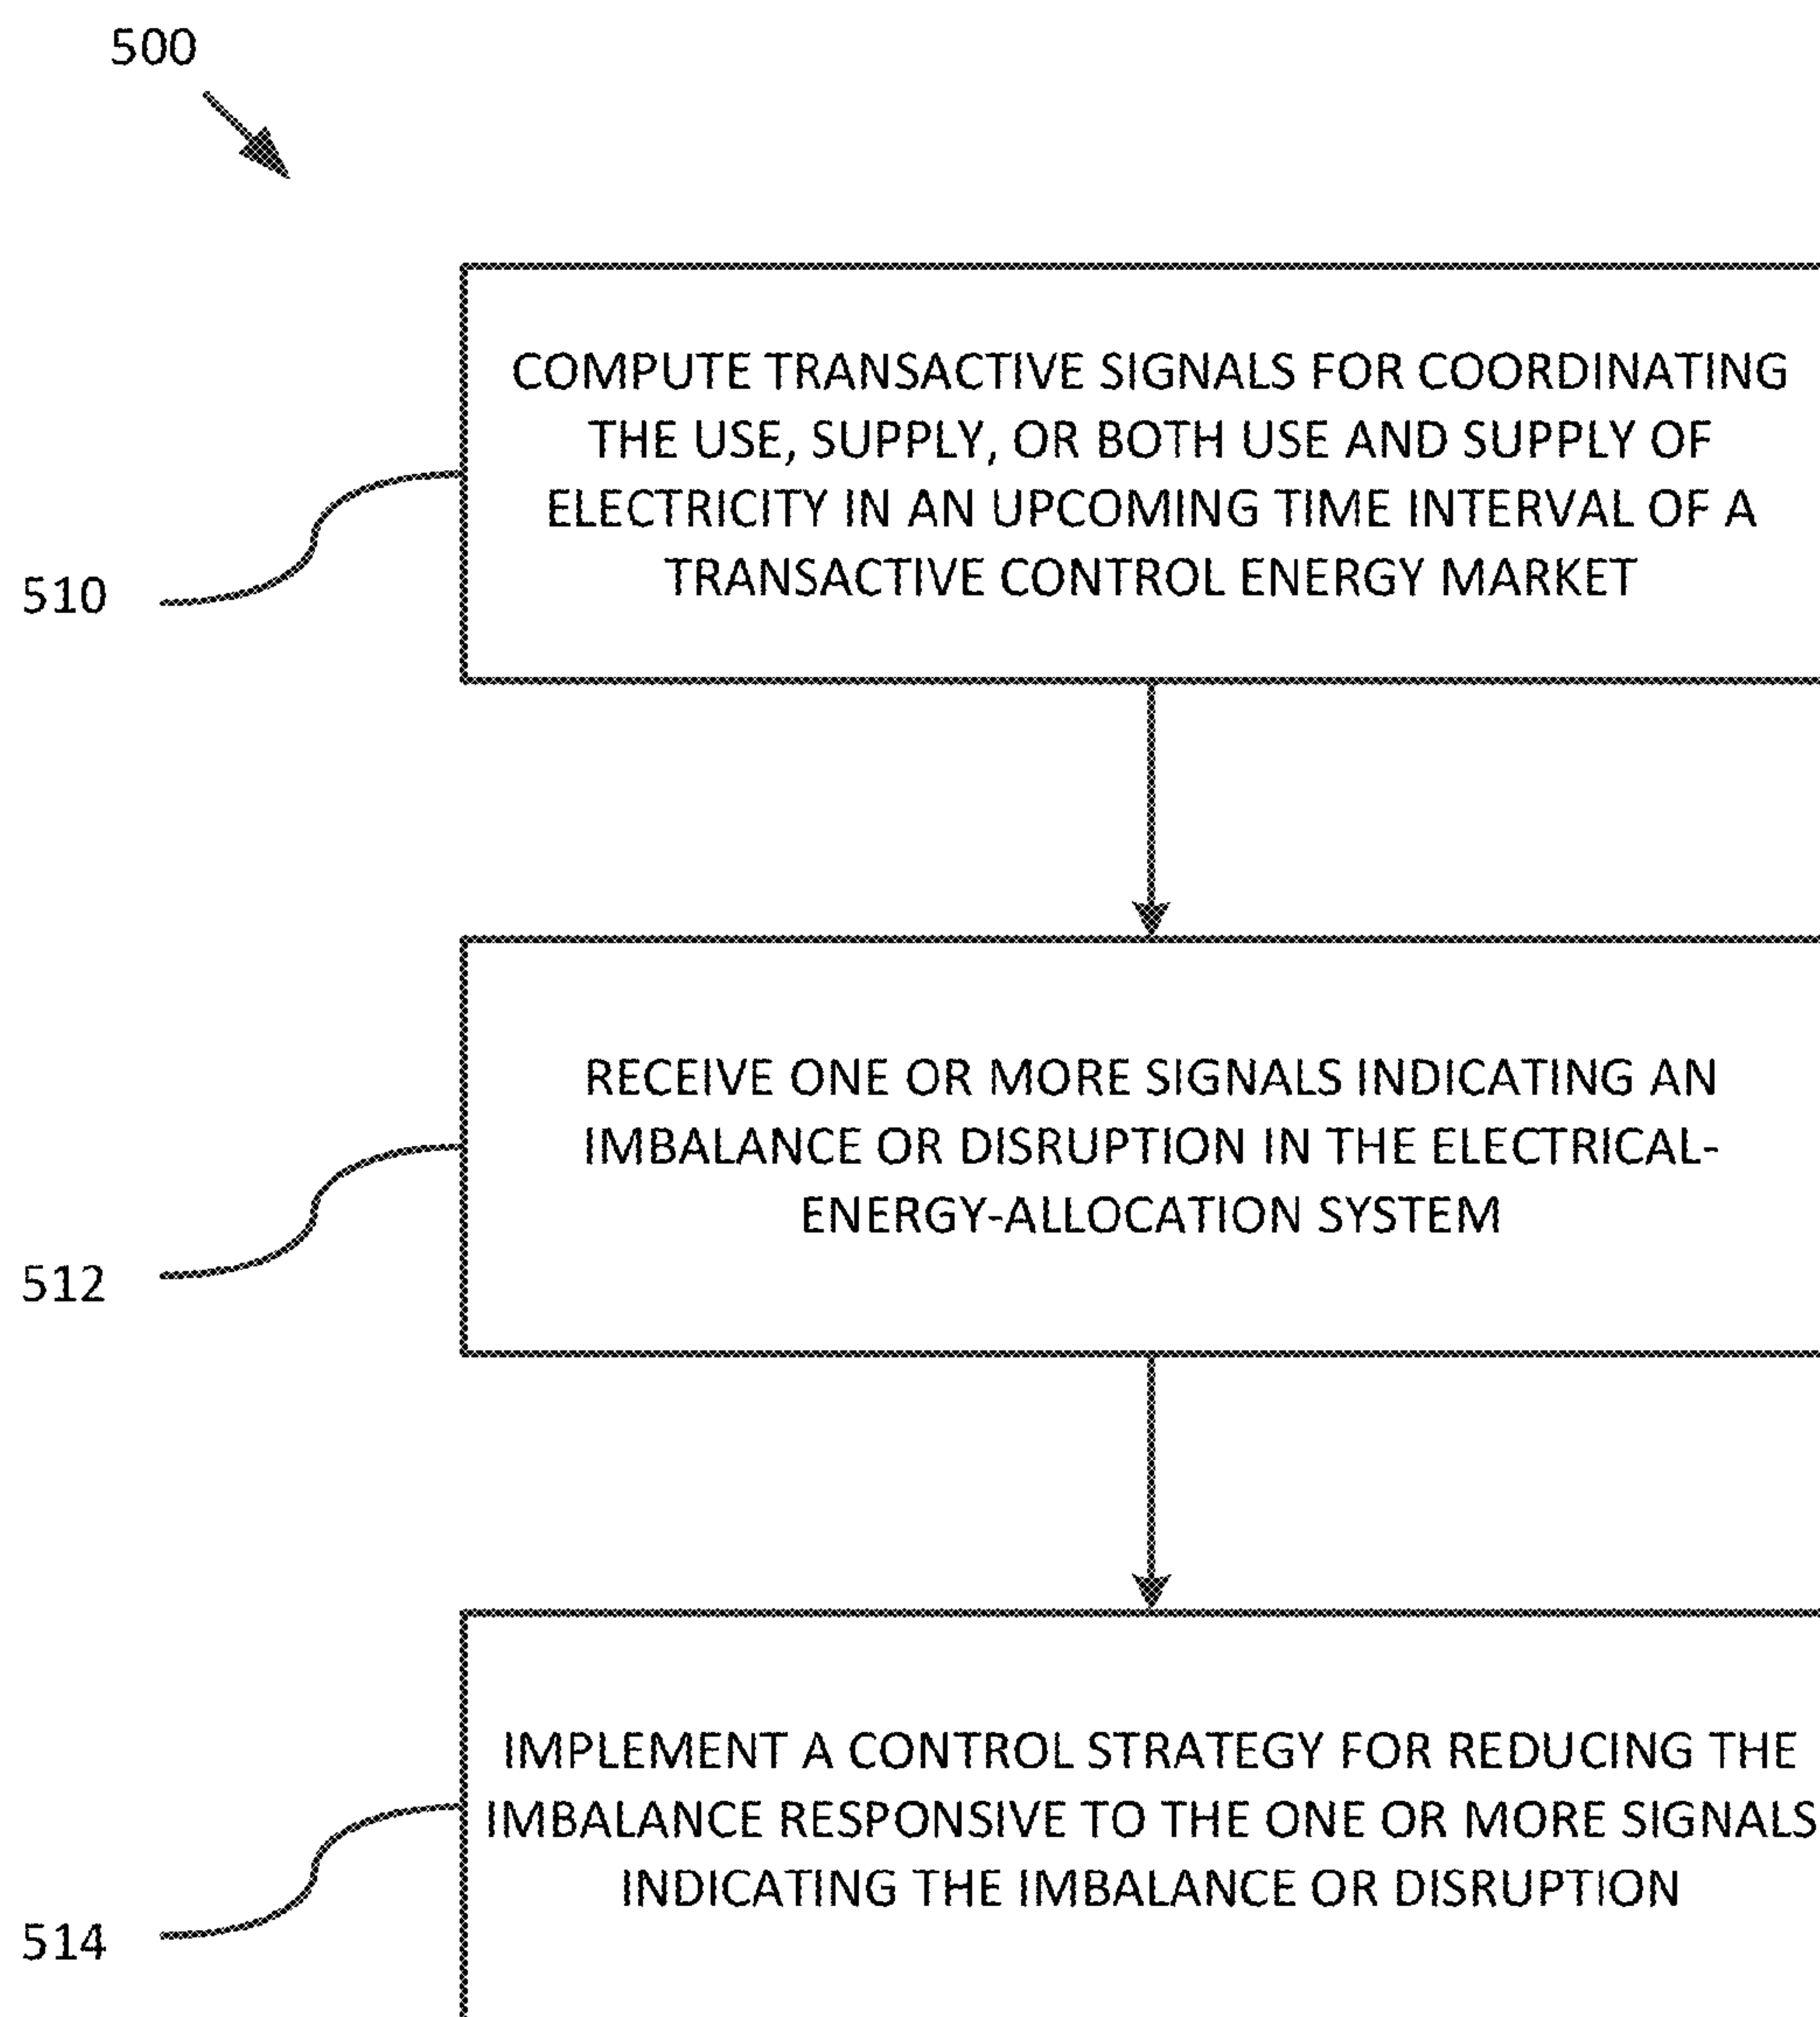 500
COMPUTE TRANSACTIVE SIGNALS FOR COORDINATING
THE USE, SUPPLY, OR BOTH USE AND SUPPLY OF
ELECTRICITY IN AN UPCOMING TIME INTERVAL OF A
TRANSACTIVE CONTROL ENERGY MARKET
510
RECEIVE ONE OR MORE SIGNALS INDICATING AN
IMBALANCE OR DISRUPTION IN THE ELECTRICAL-
ENERGY-ALLOCATION SYSTEM
512
IMPLEMENT A CONTROL STRATEGY FOR REDUCING THE
IMBALANCE RESPONSIVE TO THE ONE OR MORE SIGNALS
INDICATING THE IMBALANCE OR DISRUPTION
514